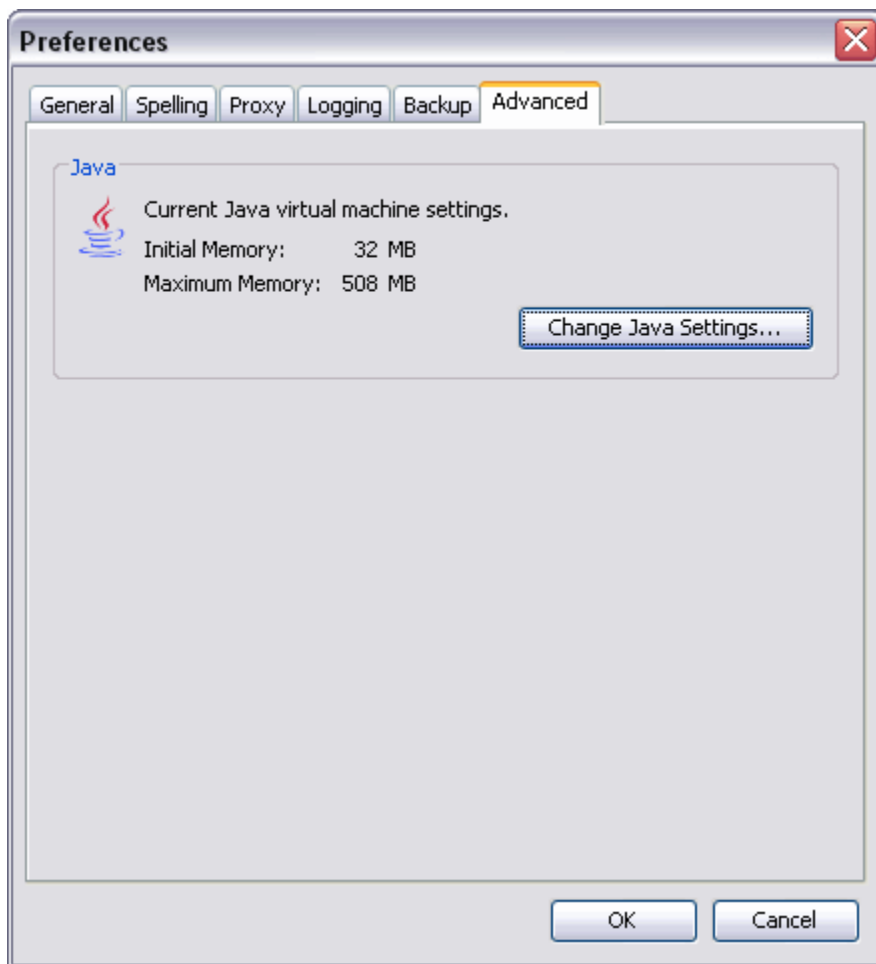 Preferences
General Spelling Proxy Logging Backup Advanced
Java
Current Java virtual machine settings.
Initial Memory: 32 MB
Maximum Memory: 508 MB
Change Java Settings...
OK Cancel